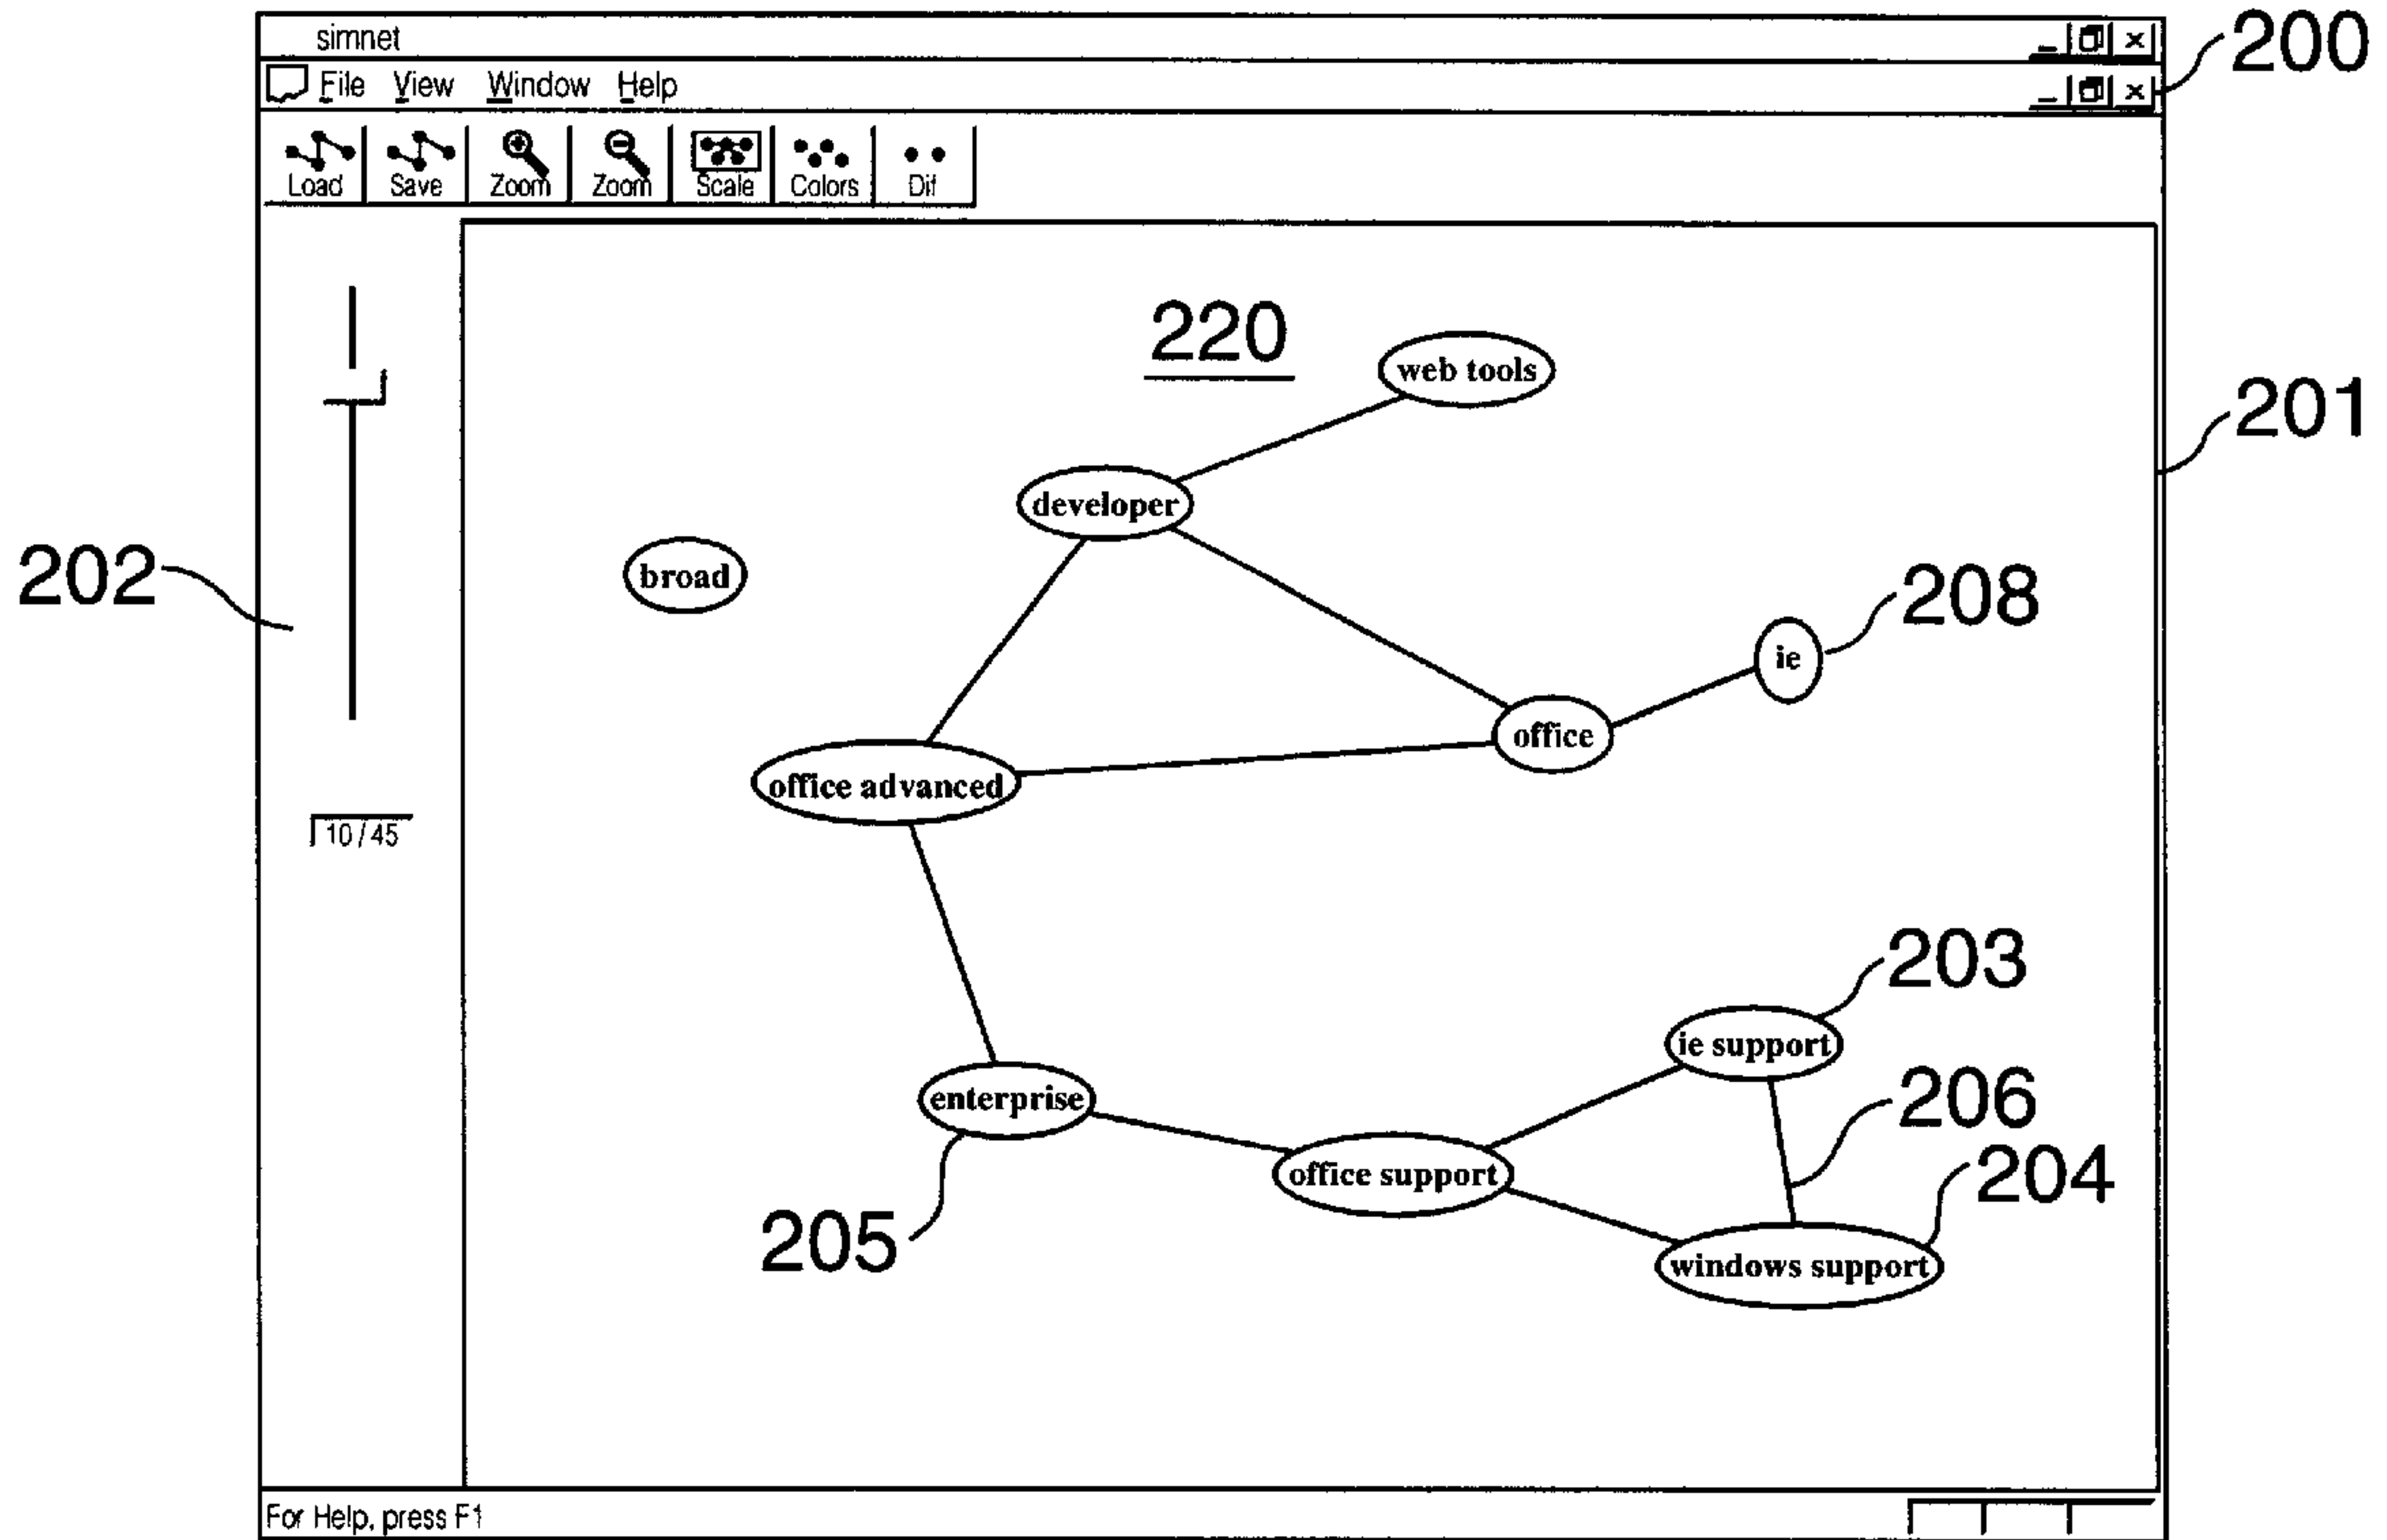 simnet
200
File View Window Help
Load Save Zoom Zoom Scale Colors Dif
220
web tools
201
developer
202
broad
208
ie
office
office advanced
10/45
203
ie support
206
enterprise
204
office support
205
windows support
For Help, press F1